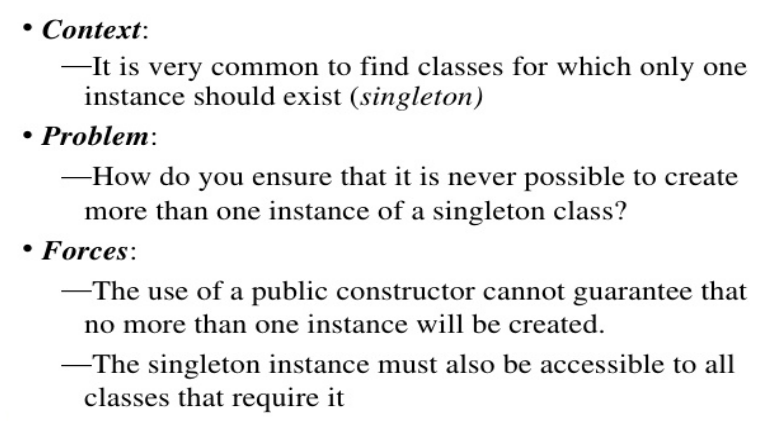 • Context:
—It is very common to find classes for which only one
instance should exist (singleton)
• Problem:
—How do you ensure that it is never possible to create
more than one instance of a singleton class?
• Forces:
—The use of a public constructor cannot guarantee that
no more than one instance will be created.
—The singleton instance must also be accessible to all
classes that require it